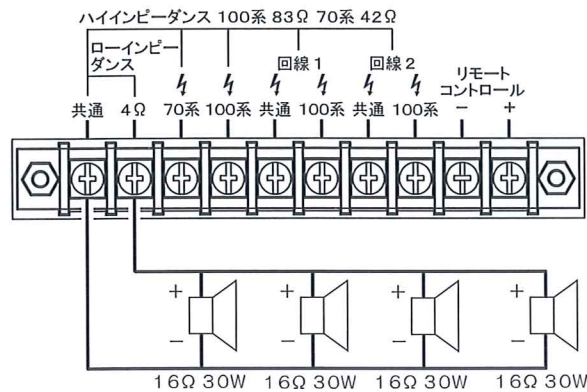 ハイインピーダンス 100系 83Ω 70系 42Ω
ローインピー
ダンス
回線1
回線2
リモート
コントロール
共通 4Ω 70系 100系 共通 100系 共通 100系 − +
+ + + +
− − − −
16Ω 30W 16Ω 30W 16Ω 30W 16Ω 30W